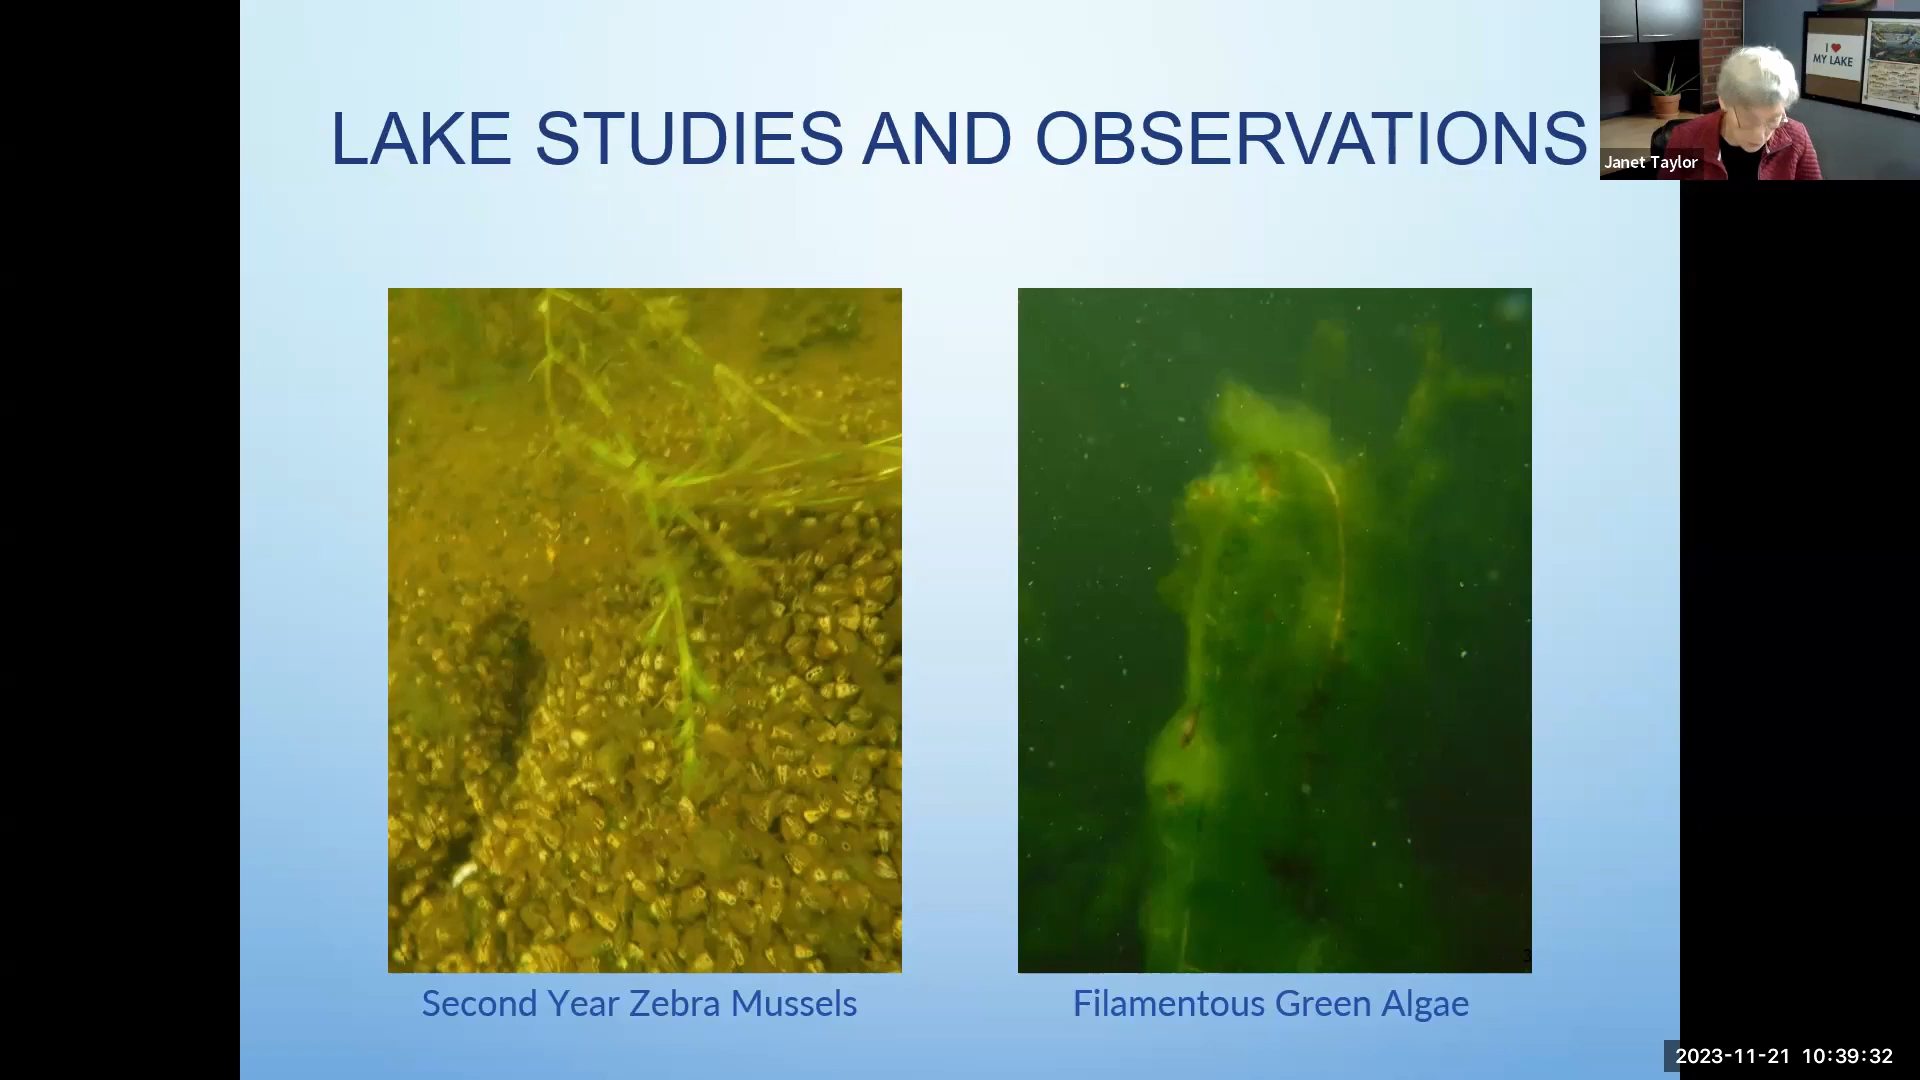 LAKE STUDIES AND OBSERVATIONS
I ❤
MY LAKE
Janet Taylor
Second Year Zebra Mussels
Filamentous Green Algae
3
2023-11-21 10:39:32